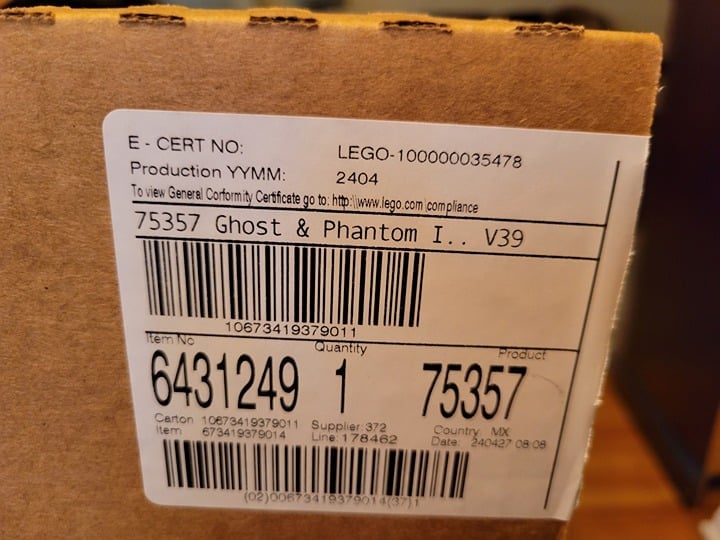 E - CERT NO: LEGO-100000035478
Production YYMM: 2404
To view General Conformity Certificate go to: http:\\www.lego.com|compliance
75357 Ghost & Phantom I.. V39
10673419379011
Item No Quantity Product
6431249 1 75357
Carton 10673419379011 Supplier: 372 Country: MX
Item 673419379014 Line: 178462 Date: 240427 08:08
(02)00673419379014(37)1